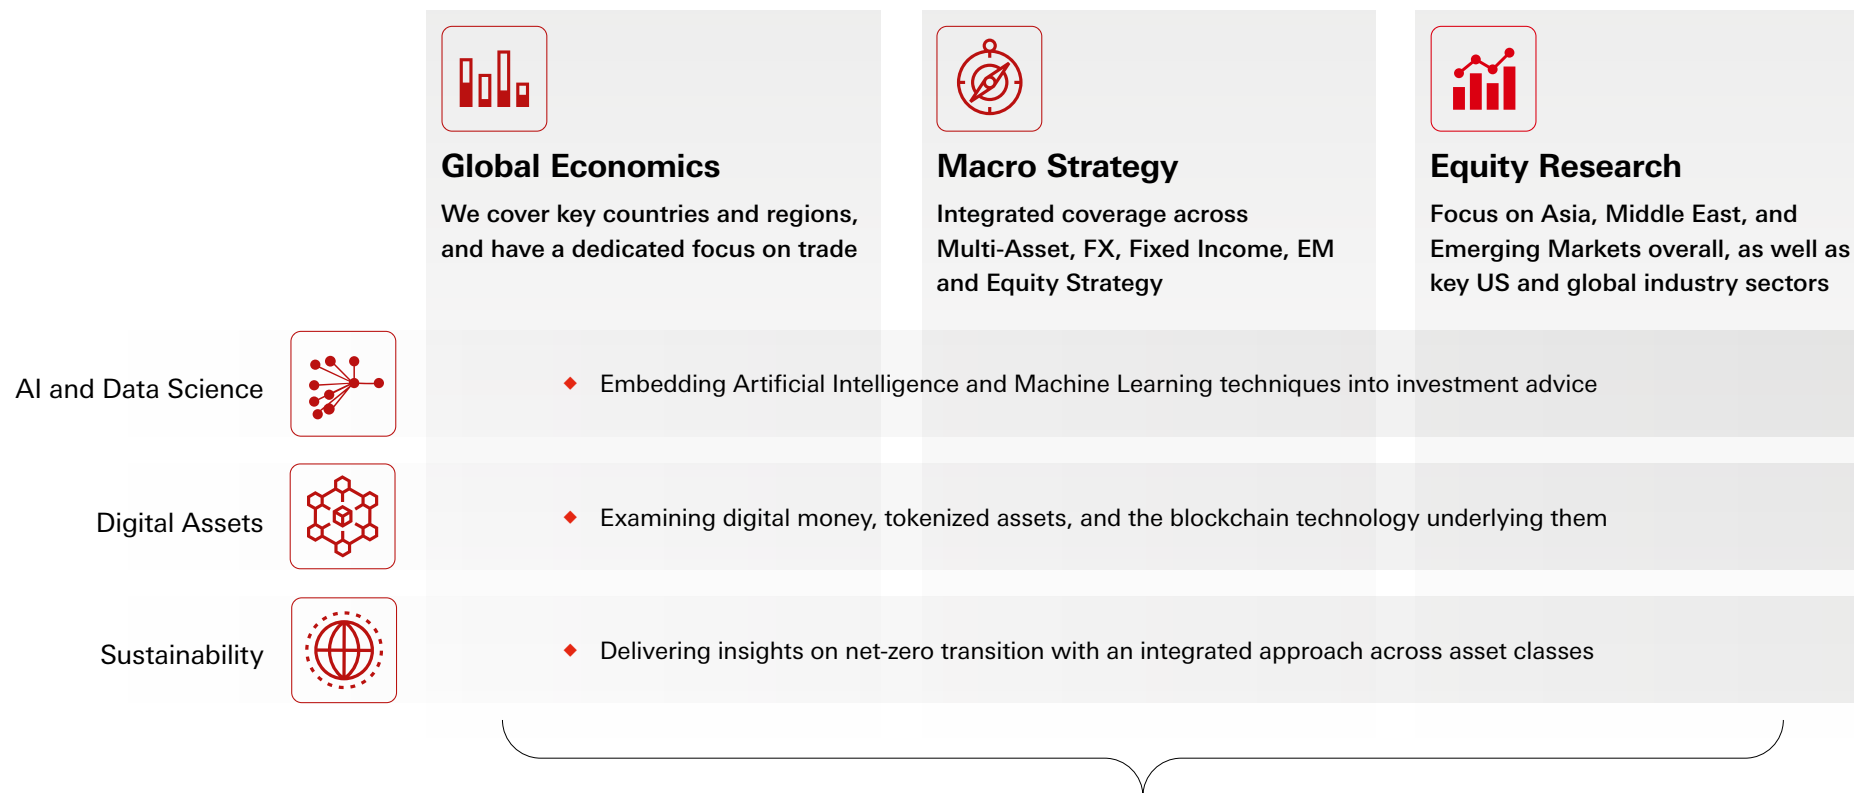 Global Economics
We cover key countries and regions,
and have a dedicated focus on trade
Macro Strategy
Integrated coverage across
Multi-Asset, FX, Fixed Income, EM
and Equity Strategy
Equity Research
Focus on Asia, Middle East, and
Emerging Markets overall, as well as
key US and global industry sectors
AI and Data Science
Embedding Artificial Intelligence and Machine Learning techniques into investment advice
Digital Assets
Examining digital money, tokenized assets, and the blockchain technology underlying them
Sustainability
Delivering insights on net-zero transition with an integrated approach across asset classes